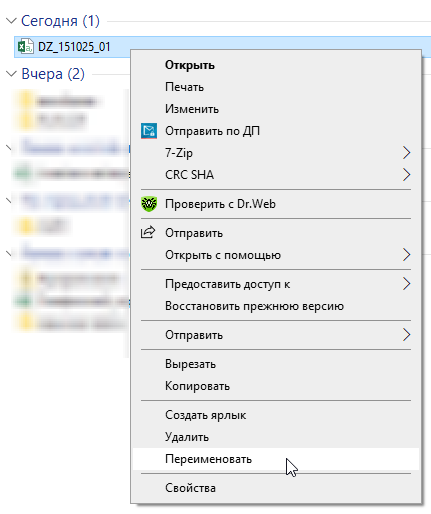 Сегодня (1)
DZ_151025_01
Вчера (2)
Открыть
Печать
Изменить
Отправить по ДП
7-Zip
CRC SHA
Проверить с Dr.Web
Отправить
Открыть с помощью
Предоставить доступ к
Восстановить прежнюю версию
Отправить
Вырезать
Копировать
Создать ярлык
Удалить
Переименовать
Свойства